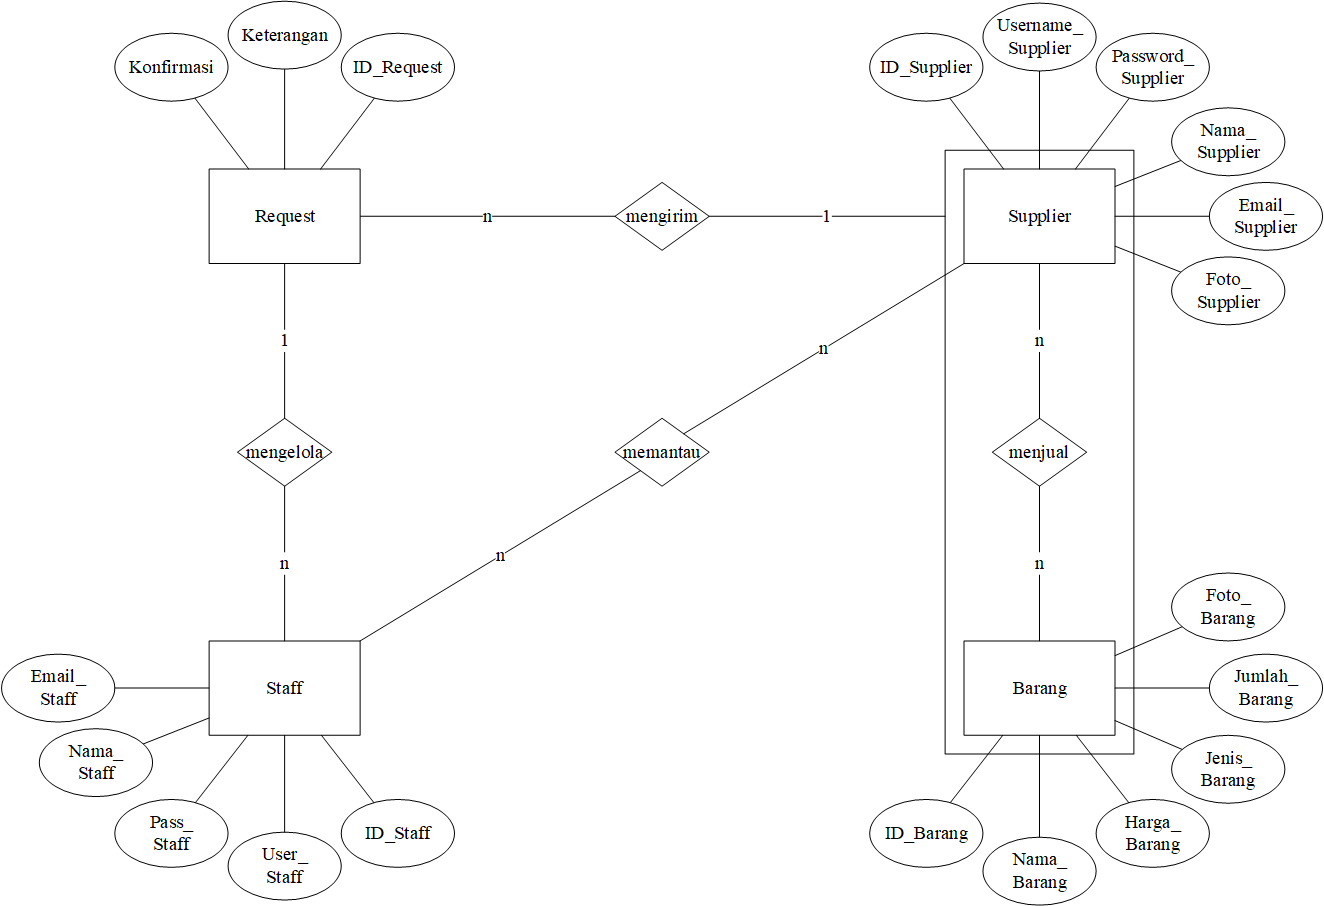 Keterangan
Konfirmasi
ID_Request
Username_
Supplier
ID_Supplier
Password_
Supplier
Nama_
Supplier
Email_
Supplier
Foto_
Supplier
Request
n
mengirim
1
Supplier
1
n
n
mengelola
memantau
menjual
n
n
n
Foto_
Barang
Email_
Staff
Staff
Barang
Jumlah_
Barang
Nama_
Staff
Jenis_
Barang
Pass_
Staff
User_
Staff
ID_Staff
ID_Barang
Nama_
Barang
Harga_
Barang